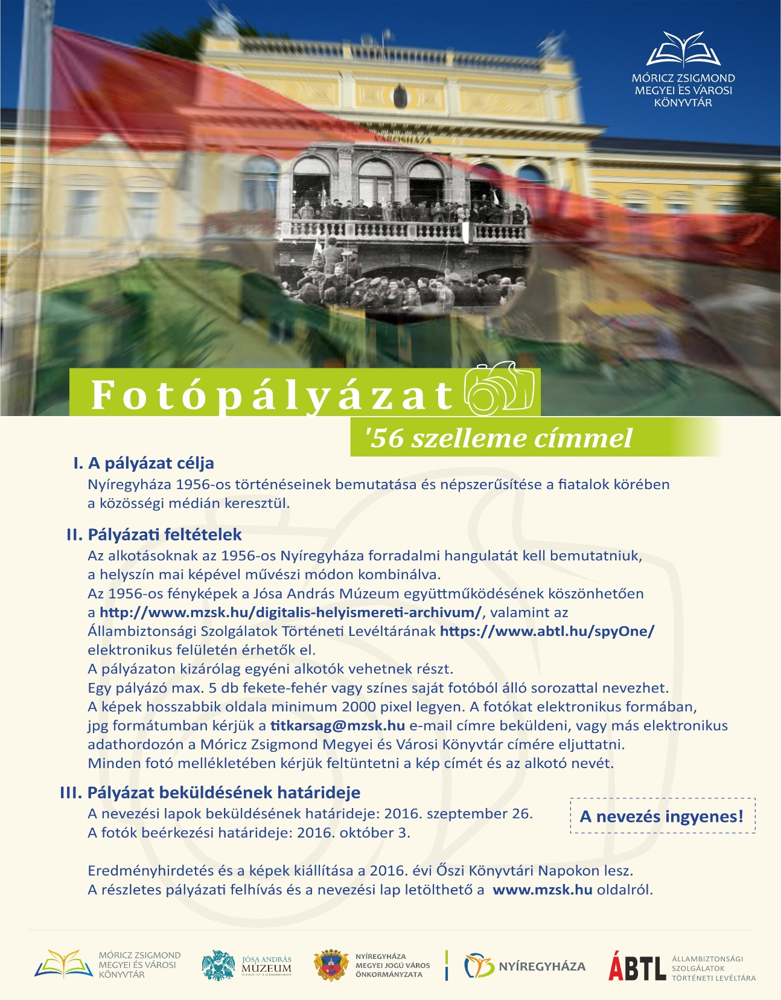 MÓRICZ ZSIGMOND
MEGYEI ÉS VÁROSI
KÖNYVTÁR
VÁROSHÁZA
Fotópályázat
'56 szelleme címmel
I. A pályázat célja
Nyíregyháza 1956-os történéseinek bemutatása és népszerűsítése a fiatalok körében
a közösségi médián keresztül.
II. Pályázati feltételek
Az alkotásoknak az 1956-os Nyíregyháza forradalmi hangulatát kell bemutatniuk,
a helyszín mai képével művészi módon kombinálva.
Az 1956-os fényképek a Jósa András Múzeum együttműködésének köszönhetően
a http://www.mzsk.hu/digitalis-helyismereti-archivum/, valamint az
Állambiztonsági Szolgálatok Történeti Levéltárának https://www.abtl.hu/spyOne/
elektronikus felületén érhetők el.
A pályázaton kizárólag egyéni alkotók vehetnek részt.
Egy pályázó max. 5 db fekete-fehér vagy színes saját fotóból álló sorozattal nevezhet.
A képek hosszabbik oldala minimum 2000 pixel legyen. A fotókat elektronikus formában,
jpg formátumban kérjük a titkarsag@mzsk.hu e-mail címre beküldeni, vagy más elektronikus
adathordozón a Móricz Zsigmond Megyei és Városi Könyvtár címére eljuttatni.
Minden fotó mellékletében kérjük feltüntetni a kép címét és az alkotó nevét.
III. Pályázat beküldésének határideje
A nevezési lapok beküldésének határideje: 2016. szeptember 26.
A fotók beérkezési határideje: 2016. október 3.
A nevezés ingyenes!
Eredményhirdetés és a képek kiállítása a 2016. évi Őszi Könyvtári Napokon lesz.
A részletes pályázati felhívás és a nevezési lap letölthető a www.mzsk.hu oldalról.
MÓRICZ ZSIGMOND
MEGYEI ÉS VÁROSI
KÖNYVTÁR
JÓSA ANDRÁS
MÚZEUM
NYÍREGYHÁZA
MEGYEI JOGÚ VÁROS
ÖNKORMÁNYZATA
NYÍREGYHÁZA
ÁBTL
ÁLLAMBIZTONSÁGI
SZOLGÁLATOK
TÖRTÉNETI LEVÉLTÁRA